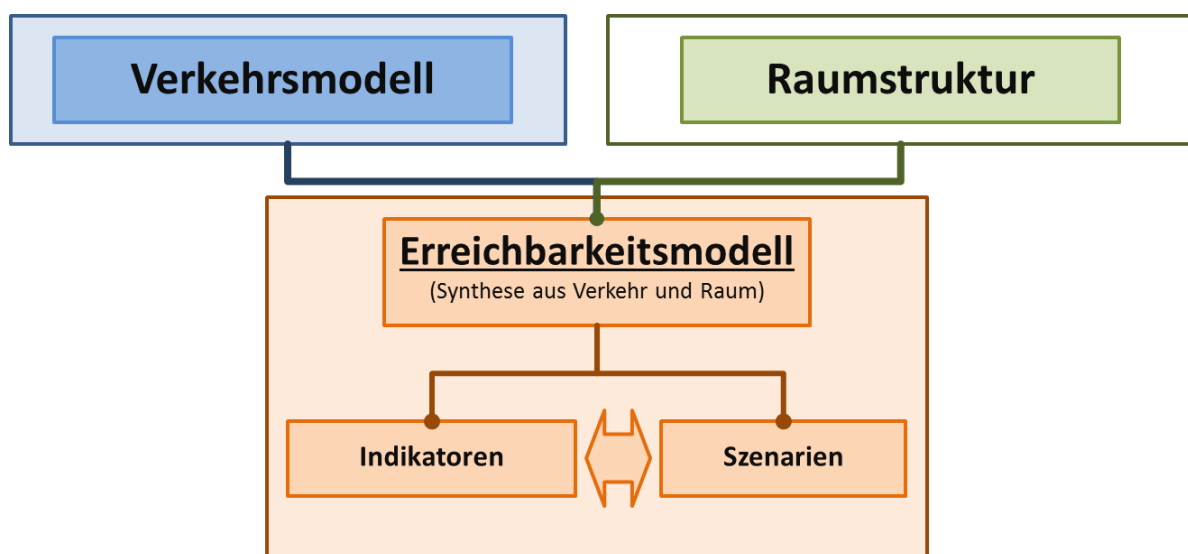 Verkehrsmodell
Raumstruktur
Erreichbarkeitsmodell
(Synthese aus Verkehr und Raum)
Indikatoren
Szenarien